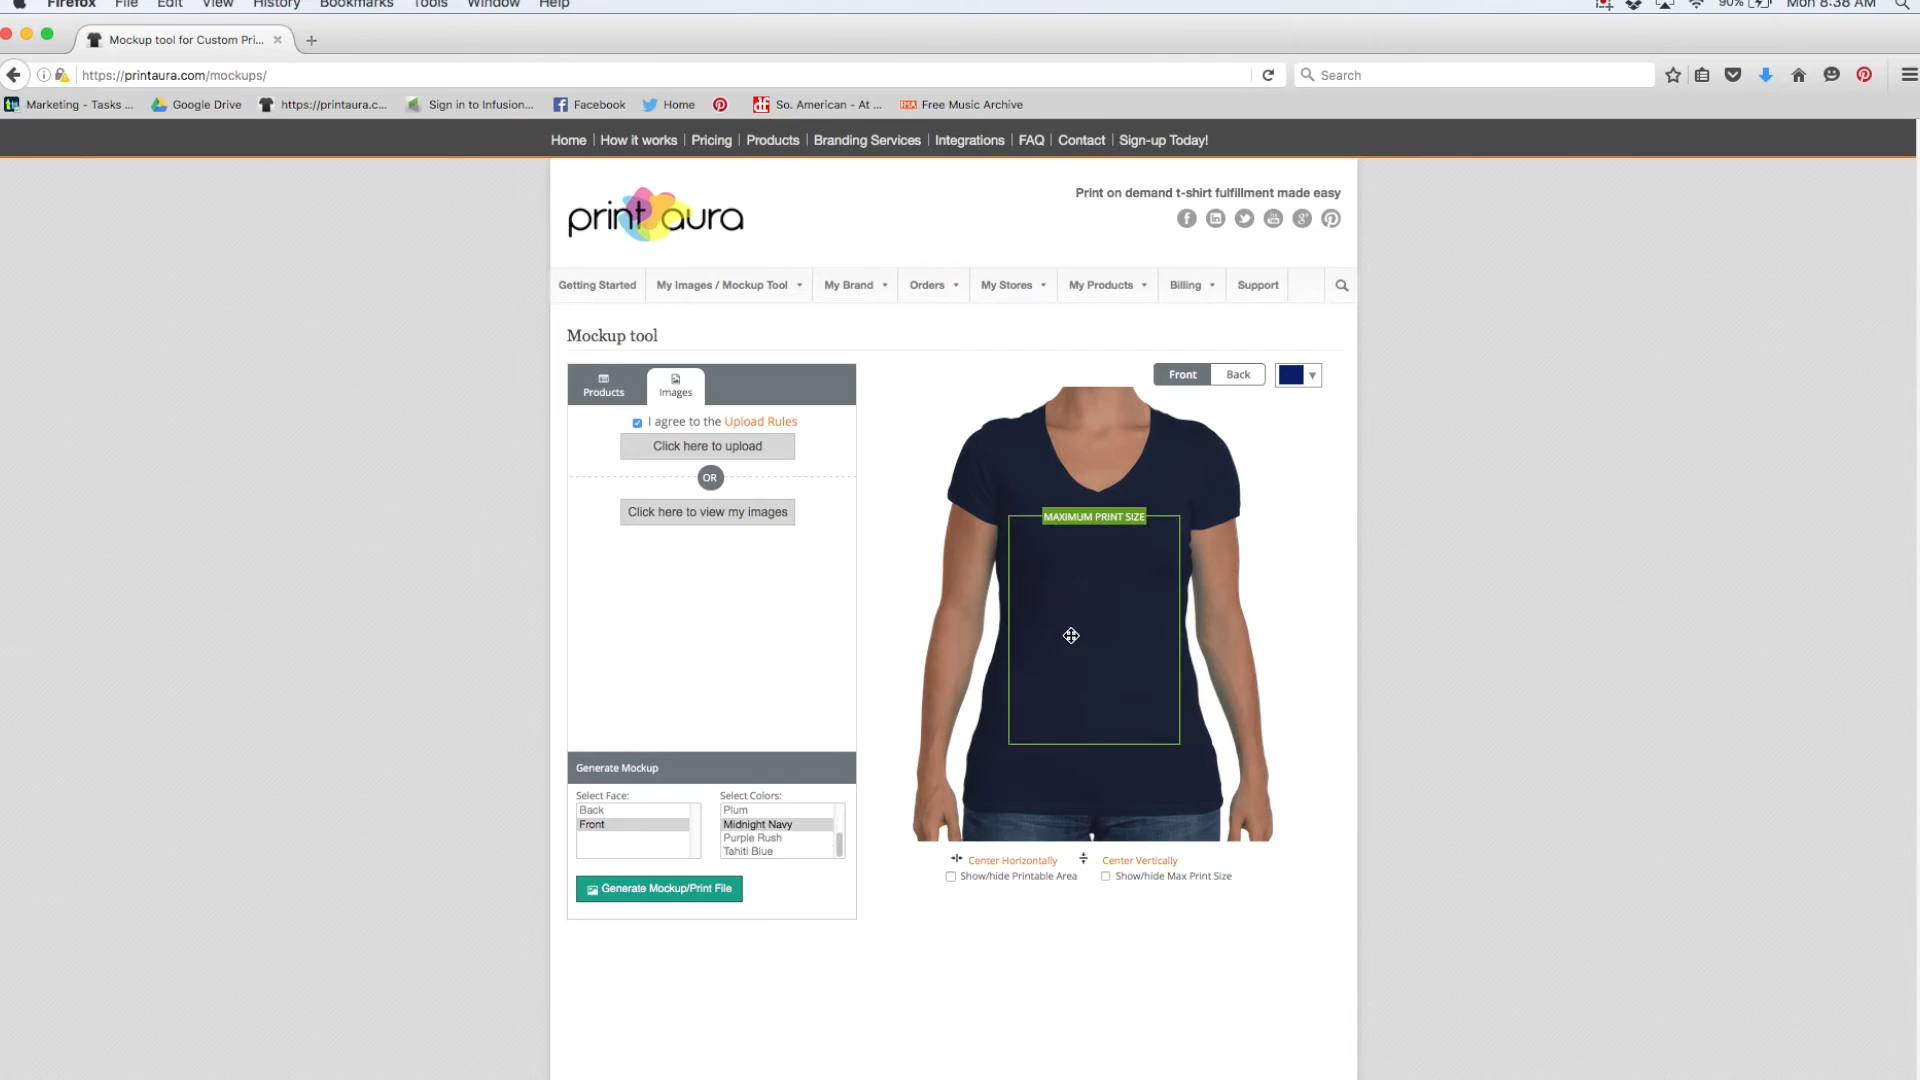 Firefox File Edit View History Bookmarks Tools Window Help 90% Mon 8:38 AM
Mockup tool for Custom Pri...
https://printaura.com/mockups/ Search
Marketing - Tasks ... Google Drive https://printaura.c... Sign in to Infusion... Facebook Home So. American - At ... Free Music Archive
Home How it works Pricing Products Branding Services Integrations FAQ Contact Sign-up Today!
print aura
Print on demand t-shirt fulfillment made easy
Getting Started My Images / Mockup Tool My Brand Orders My Stores My Products Billing Support
Mockup tool
Products Images
Front Back
I agree to the Upload Rules
Click here to upload
OR
Click here to view my images
MAXIMUM PRINT SIZE
Generate Mockup
Select Face: Select Colors:
Back Plum
Front Midnight Navy
Purple Rush
Tahiti Blue
Generate Mockup/Print File
Center Horizontally Center Vertically
Show/hide Printable Area Show/hide Max Print Size